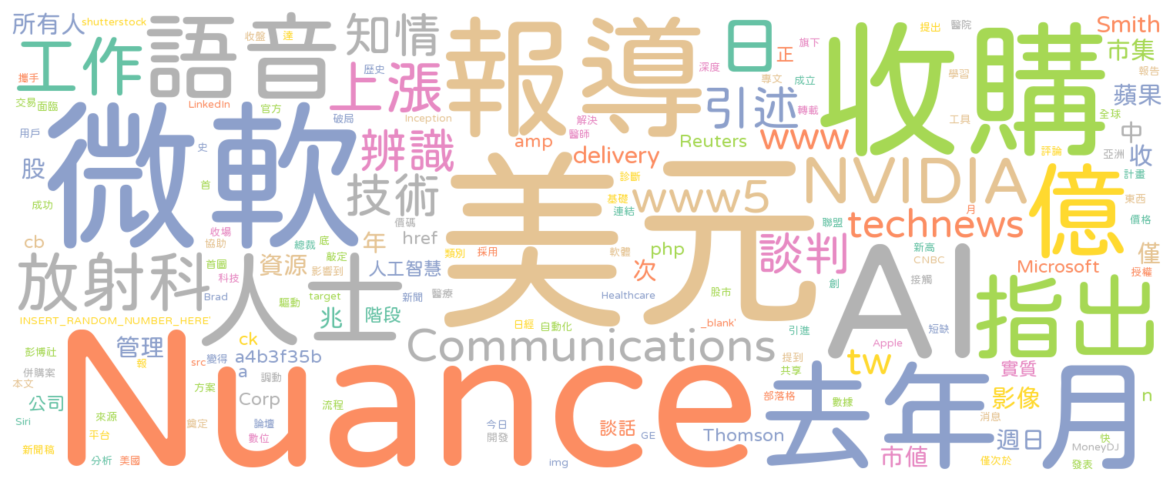 所有人
shutterstock
收盤
連
知情
報導
日
旗下
提出
醫院
Smith
工作
語音
正
收購
市集
攜手
歷史
上漲
深度
專文
成立
學習
報告
交易
面臨
LinkedIn
官方
破局
Inception
解決
引述
轉載
蘋果
全球
用戶
微軟
辨識
amp
醫師
Reuters
www
工具
中
股
史
delivery
評論
亞洲
收
成功
首
技術
診斷
www5
NVIDIA
億
計畫
美元
基礎
連結
聯盟
東西
價碼
technews
月
價格
cb
收場
協助
總裁
底
年
href
php
談判
AI
新高
僅
放射科
首圖
敲定
類別
採用
軟體
次
CNBC
Microsoft
授權
科技
人士
資源
影響到
人工智慧
接觸
指出
Brad
驅動
target
新聞
醫療
Healthcare
股市
創
INSERT_RANDOM_NUMBER_HERE'
兆
階段
日經
自動化
_blank'
引進
短缺
彭博社
Nuance
管理
ck
Communications
Apple
併購案
報
src
變得
a4b3f35b
提到
tw
實質
本文
a
調動
共享
去年
月
公司
方案
Corp
流程
部落格
數據
影像
n
Siri
來源
奠定
論壇
今日
談話
GE
Thomson
週日
消息
平台
數位
開發
快
新聞稿
MoneyDJ
分析
美國
img
市值
僅次於
發表